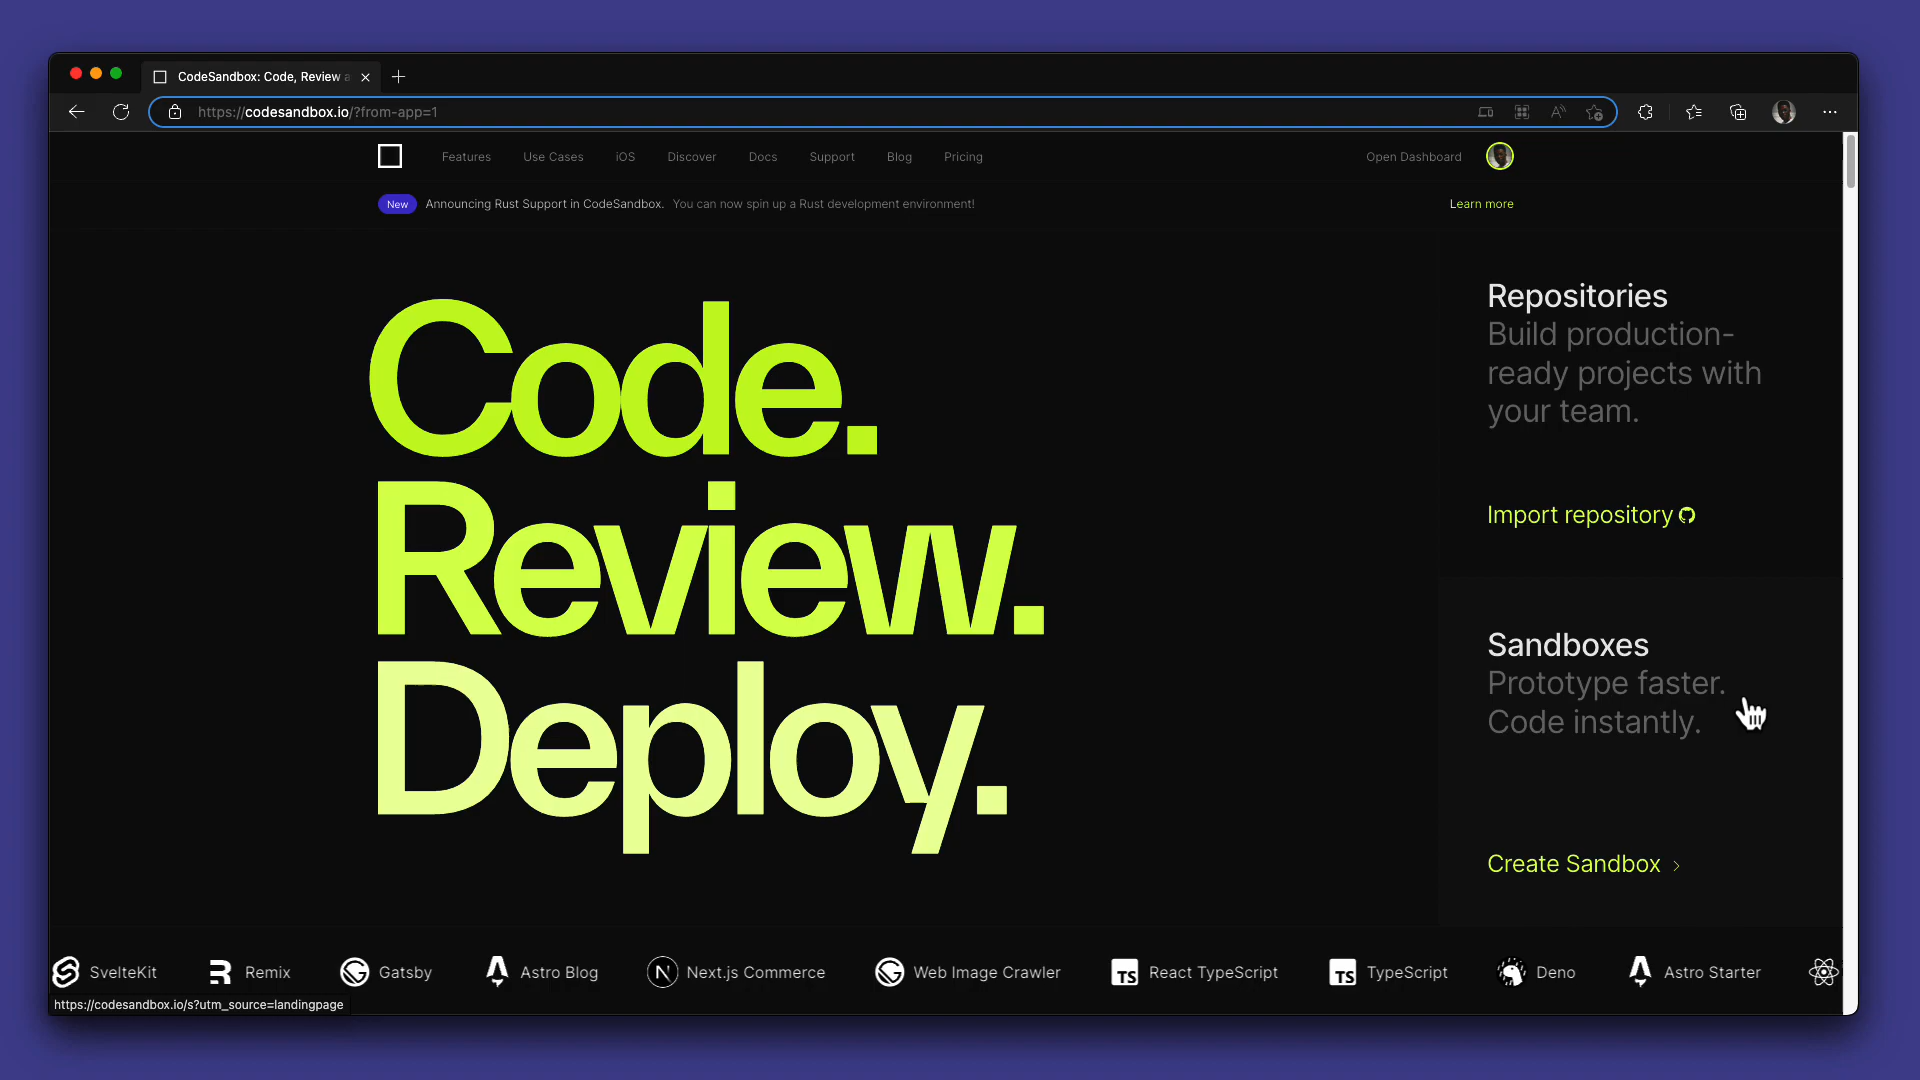 CodeSandbox: Code, Review a
https://codesandbox.io/?from-app=1
Features Use Cases iOS Discover Docs Support Blog Pricing Open Dashboard
New Announcing Rust Support in CodeSandbox. You can now spin up a Rust development environment! Learn more
Code.
Review.
Deploy.
Repositories
Build production-
ready projects with
your team.
Import repository
Sandboxes
Prototype faster.
Code instantly.
Create Sandbox
SvelteKit Remix Gatsby Astro Blog N Next.js Commerce Web Image Crawler TS React TypeScript TS TypeScript Deno Astro Starter
https://codesandbox.io/s?utm_source=landingpage